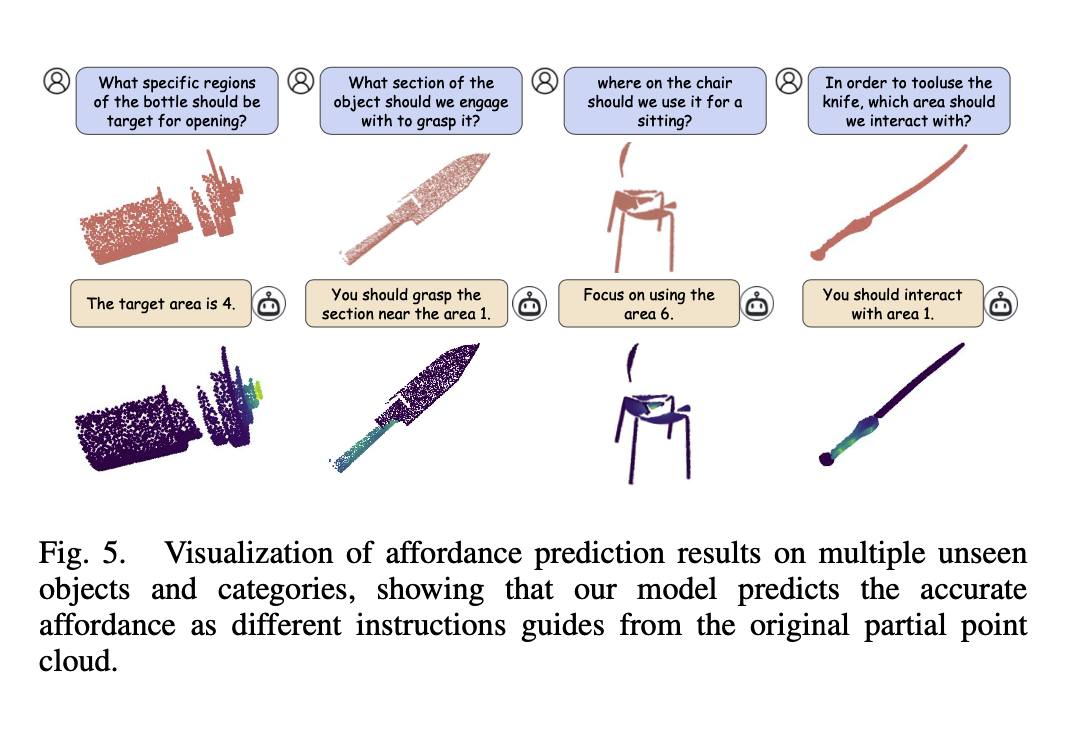 What specific regions
of the bottle should be
target for opening?
What section of the
object should we engage
with to grasp it?
where on the chair
should we use it for a
sitting?
In order to tooluse the
knife, which area should
we interact with?
The target area is 4.
You should grasp the
section near the area 1.
Focus on using the
area 6.
You should interact
with area 1.
Fig. 5. Visualization of affordance prediction results on multiple unseen
objects and categories, showing that our model predicts the accurate
affordance as different instructions guides from the original partial point
cloud.